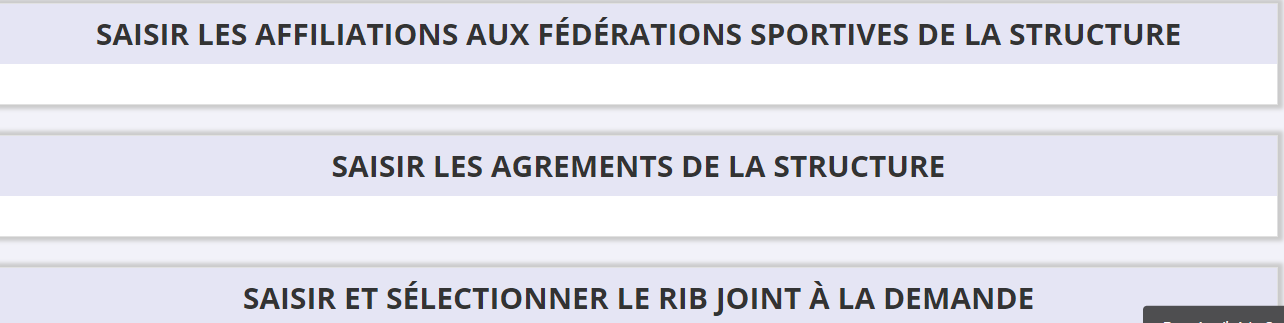 SAISIR LES AFFILIATIONS AUX FÉDÉRATIONS SPORTIVES DE LA STRUCTURE
SAISIR LES AGREMENTS DE LA STRUCTURE
SAISIR ET SÉLECTIONNER LE RIB JOINT À LA DEMANDE